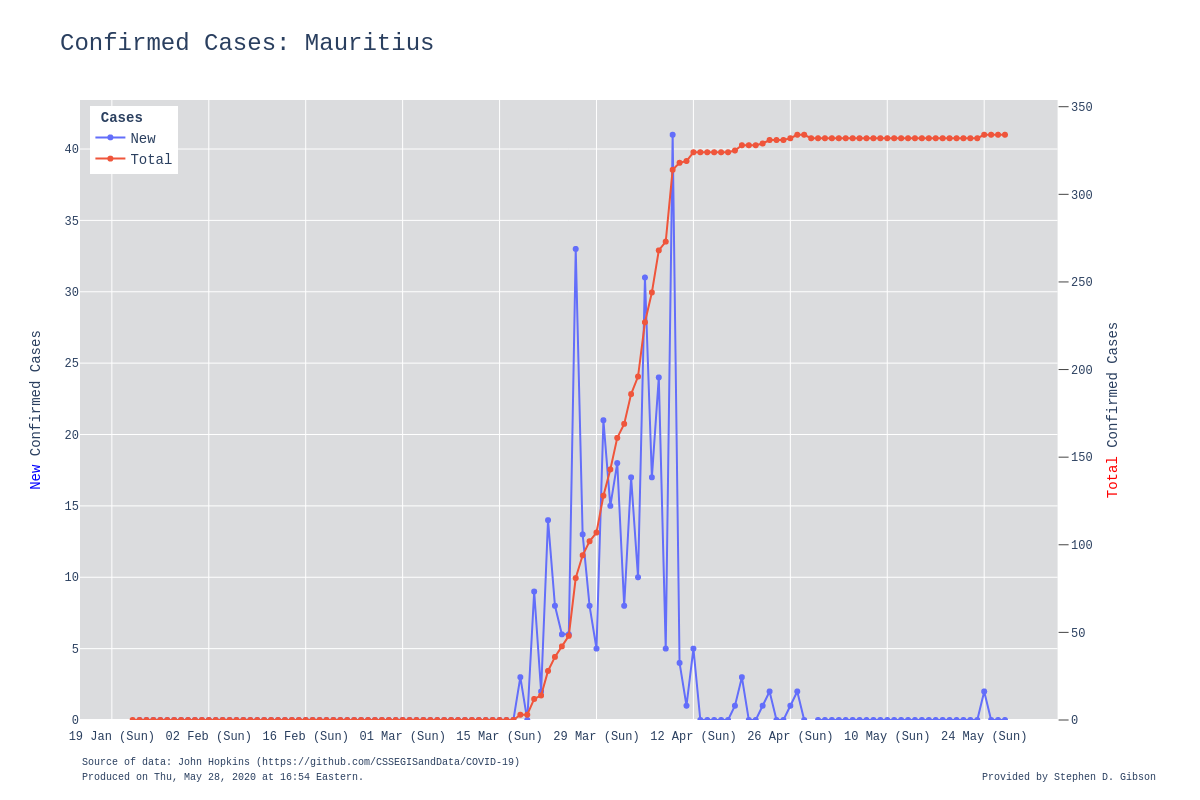 Confirmed Cases: Mauritius
Cases
New
Total
40
35
30
25
20
15
10
5
0
350
300
250
200
150
100
50
0
New Confirmed Cases
Total Confirmed Cases
19 Jan (Sun) 02 Feb (Sun) 16 Feb (Sun) 01 Mar (Sun) 15 Mar (Sun) 29 Mar (Sun) 12 Apr (Sun) 26 Apr (Sun) 10 May (Sun) 24 May (Sun)
Source of data: John Hopkins (https://github.com/CSSEGISandData/COVID-19)
Produced on Thu, May 28, 2020 at 16:54 Eastern.
Provided by Stephen D. Gibson